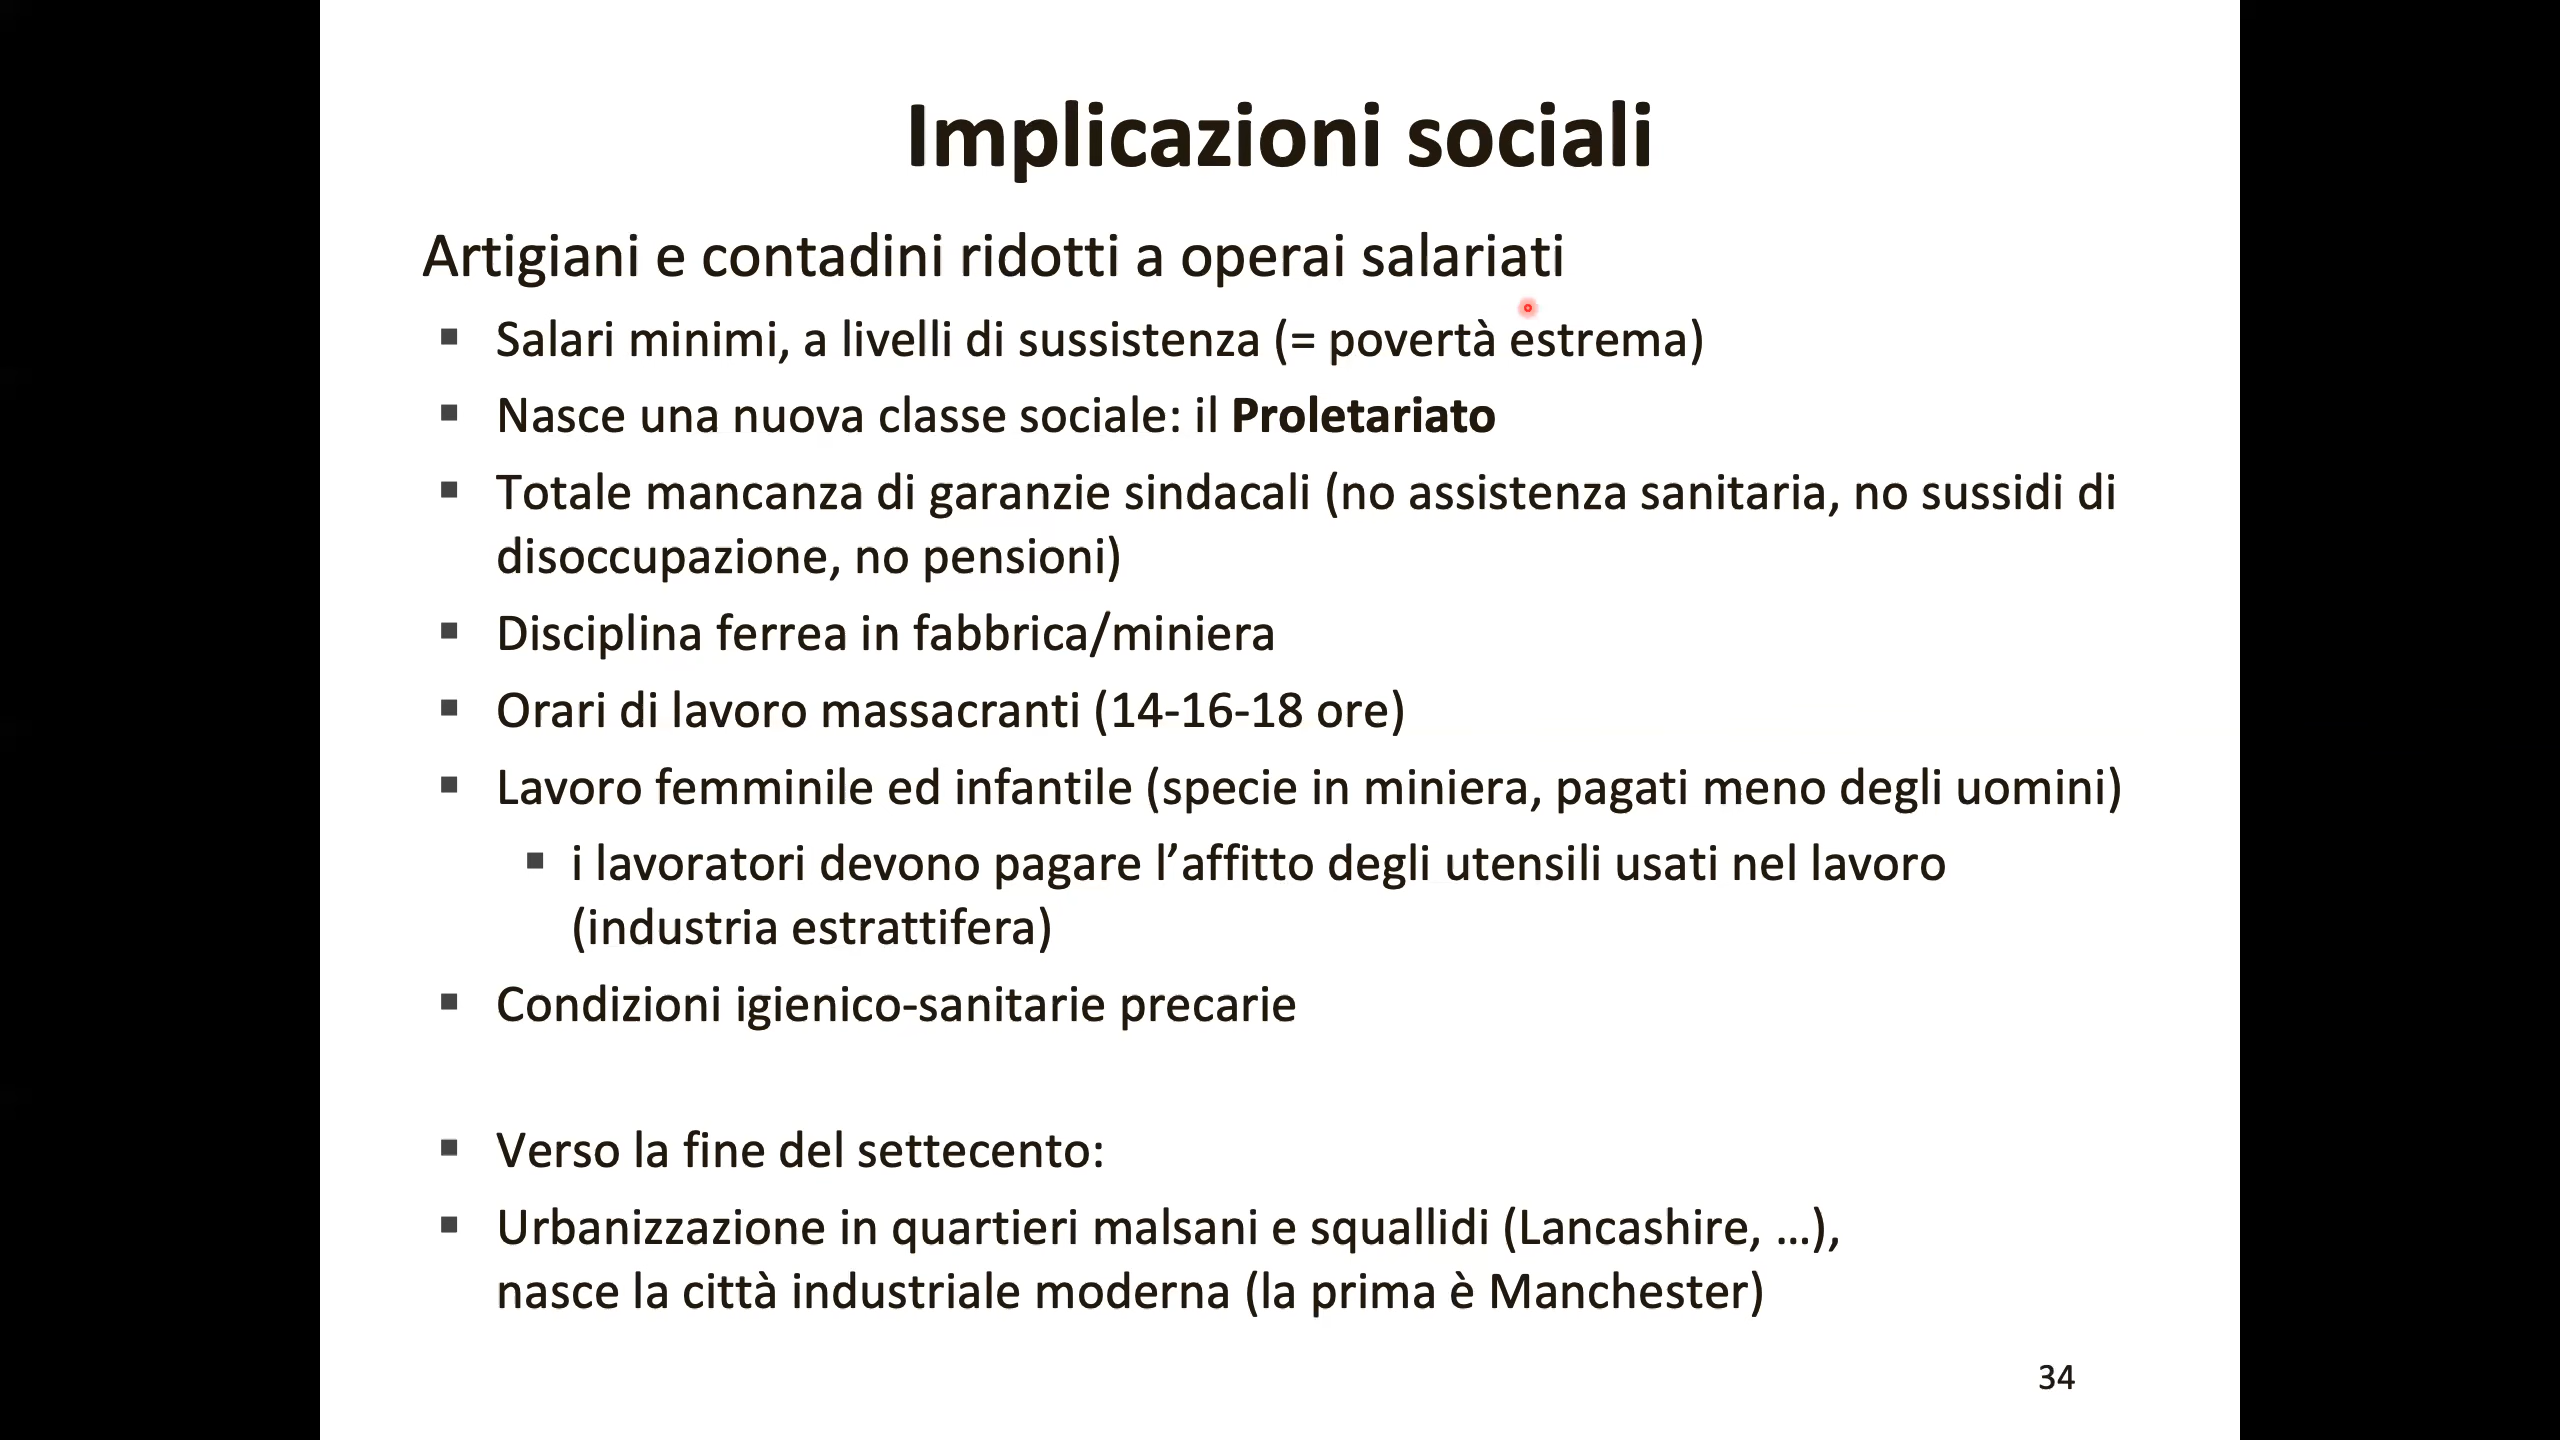 Implicazioni sociali
Artigiani e contadini ridotti a operai salariati
▪ Salari minimi, a livelli di sussistenza (= povertà estrema)
▪ Nasce una nuova classe sociale: il Proletariato
▪ Totale mancanza di garanzie sindacali (no assistenza sanitaria, no sussidi di
disoccupazione, no pensioni)
▪ Disciplina ferrea in fabbrica/miniera
▪ Orari di lavoro massacranti (14-16-18 ore)
▪ Lavoro femminile ed infantile (specie in miniera, pagati meno degli uomini)
▪ i lavoratori devono pagare l’affitto degli utensili usati nel lavoro
(industria estrattifera)
▪ Condizioni igienico-sanitarie precarie
▪ Verso la fine del settecento:
▪ Urbanizzazione in quartieri malsani e squallidi (Lancashire, …),
nasce la città industriale moderna (la prima è Manchester)
34